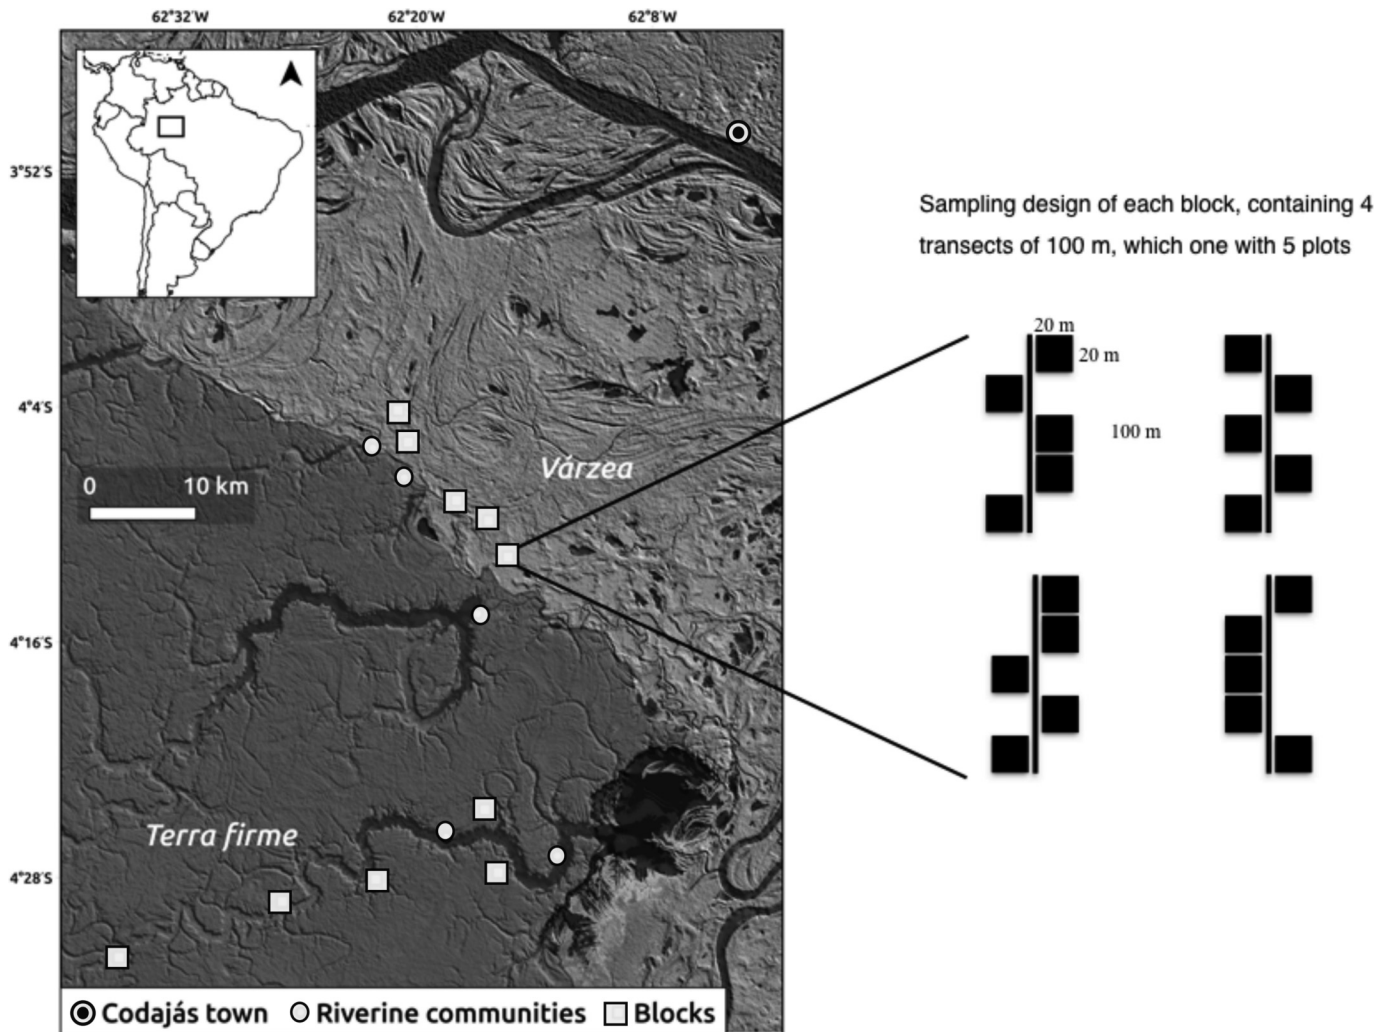 62°32'W
62°20'W
62°8'W
3°52'S
4°4'S
4°16'S
4°28'S
0 10 km
Várzea
Terra firme
Codajás town
Riverine communities
Blocks
Sampling design of each block, containing 4
transects of 100 m, which one with 5 plots
20 m
20 m
100 m